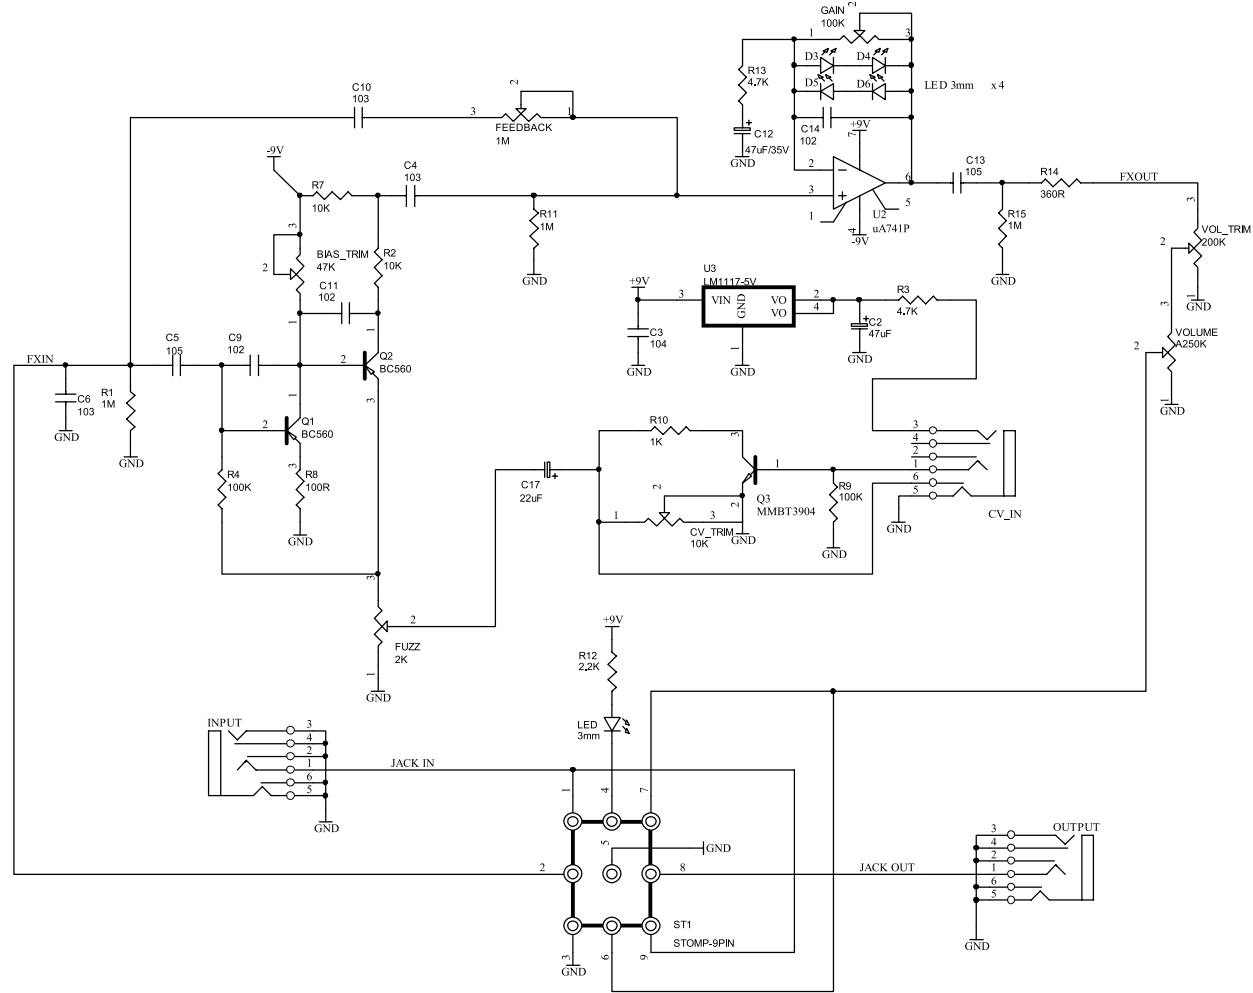 GAIN
100K
2
1
3
D3
D4
D5
D6
LED 3mm x 4
R13
4.7K
C10
103
3
2
1
FEEDBACK
1M
C12
47uF/35V
GND
C14
102
+9V
7
-9V
R7
10K
C4
103
2
3
6
C13
105
R14
360R
FXOUT
3
1
5
U2
uA741P
4
-9V
R11
1M
GND
R15
1M
GND
3
2
BIAS_TRIM
47K
R2
10K
VOL_TRIM
200K
2
1
GND
C11
102
1
1
+9V
U3
LM1117-5V
3
VIN
GND
VO
VO
2
4
1
GND
C3
104
GND
C2
47uF
GND
R3
4.7K
3
VOLUME
A250K
2
1
GND
FXIN
C5
105
C9
102
2
Q2
BC560
3
C6
103
GND
R1
1M
GND
1
2
Q1
BC560
3
R4
100K
R8
100R
GND
R10
1K
3
1
2
Q3
MMBT3904
R9
100K
GND
C17
22uF
1
2
3
CV_TRIM
10K
GND
3
4
2
1
6
5
GND
CV_IN
3
2
FUZZ
2K
1
GND
+9V
R12
2.2K
LED
3mm
INPUT
3
4
2
1
6
5
GND
JACK IN
1
4
7
5
GND
2
8
JACK OUT
ST1
STOMP-9PIN
3
GND
6
9
OUTPUT
3
4
2
1
6
5
GND